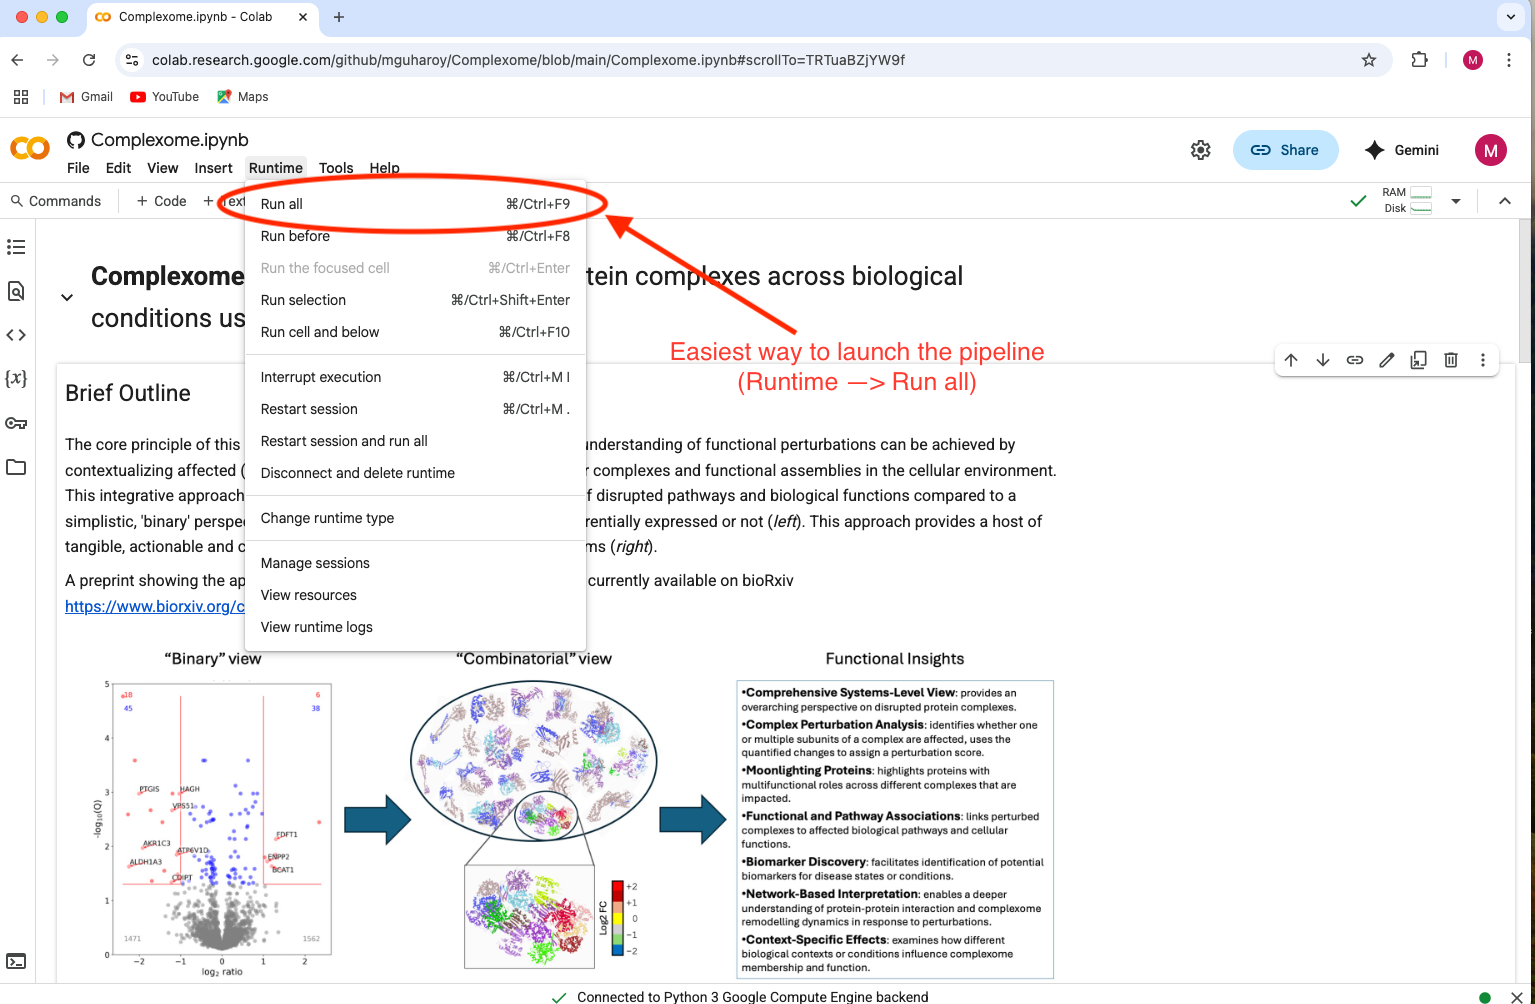 Complexome.ipynb - Colab
colab.research.google.com/github/mguharoy/Complexome/blob/main/Complexome.ipynb#scrollTo=TRTuaBZjYW9f
M
Gmail
YouTube
Maps
Complexome.ipynb
File Edit View Insert Runtime Tools Help
Share
Gemini
M
Commands
+ Code
+ Text
RAM
Disk
Run all ⌘/Ctrl+F9
Run before ⌘/Ctrl+F8
Run the focused cell ⌘/Ctrl+Enter
Run selection ⌘/Ctrl+Shift+Enter
Run cell and below ⌘/Ctrl+F10
Interrupt execution ⌘/Ctrl+M I
Restart session ⌘/Ctrl+M .
Restart session and run all
Disconnect and delete runtime
Change runtime type
Manage sessions
View resources
View runtime logs
Easiest way to launch the pipeline
(Runtime —> Run all)
Complexome tein complexes across biological
conditions us
Brief Outline
The core principle of this understanding of functional perturbations can be achieved by
contextualizing affected ( r complexes and functional assemblies in the cellular environment.
This integrative approach f disrupted pathways and biological functions compared to a
simplistic, 'binary' perspe rentially expressed or not (left). This approach provides a host of
tangible, actionable and c ms (right).
A preprint showing the ap currently available on bioRxiv
https://www.biorxiv.org/c
“Binary” view
5
4
3
2
1
0
-log10(Q)
18
45
6
38
PTGIS
HAGH
VPS51
AKR1C3
ATP6V1D
ALDH1A3
CDIPT
FDFT1
ENPP2
BCAT1
1471
1562
−2 −1 0 1 2
log2 ratio
“Combinatorial” view
Log2 FC
+2
+1
0
−1
−2
Functional Insights
•Comprehensive Systems-Level View: provides an
overarching perspective on disrupted protein complexes.
•Complex Perturbation Analysis: identifies whether one
or multiple subunits of a complex are affected, uses the
quantified changes to assign a perturbation score.
•Moonlighting Proteins: highlights proteins with
multifunctional roles across different complexes that are
impacted.
•Functional and Pathway Associations: links perturbed
complexes to affected biological pathways and cellular
functions.
•Biomarker Discovery: facilitates identification of potential
biomarkers for disease states or conditions.
•Network-Based Interpretation: enables a deeper
understanding of protein-protein interaction and complexome
remodelling dynamics in response to perturbations.
•Context-Specific Effects: examines how different
biological contexts or conditions influence complexome
membership and function.
Connected to Python 3 Google Compute Engine backend